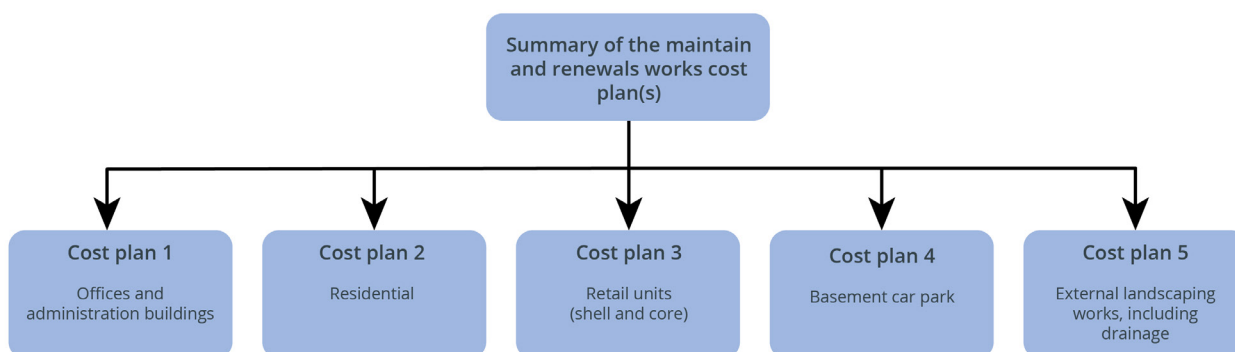 Summary of the maintain
and renewals works cost
plan(s)
Cost plan 1
Offices and
administration buildings
Cost plan 2
Residential
Cost plan 3
Retail units
(shell and core)
Cost plan 4
Basement car park
Cost plan 5
External landscaping
works, including
drainage